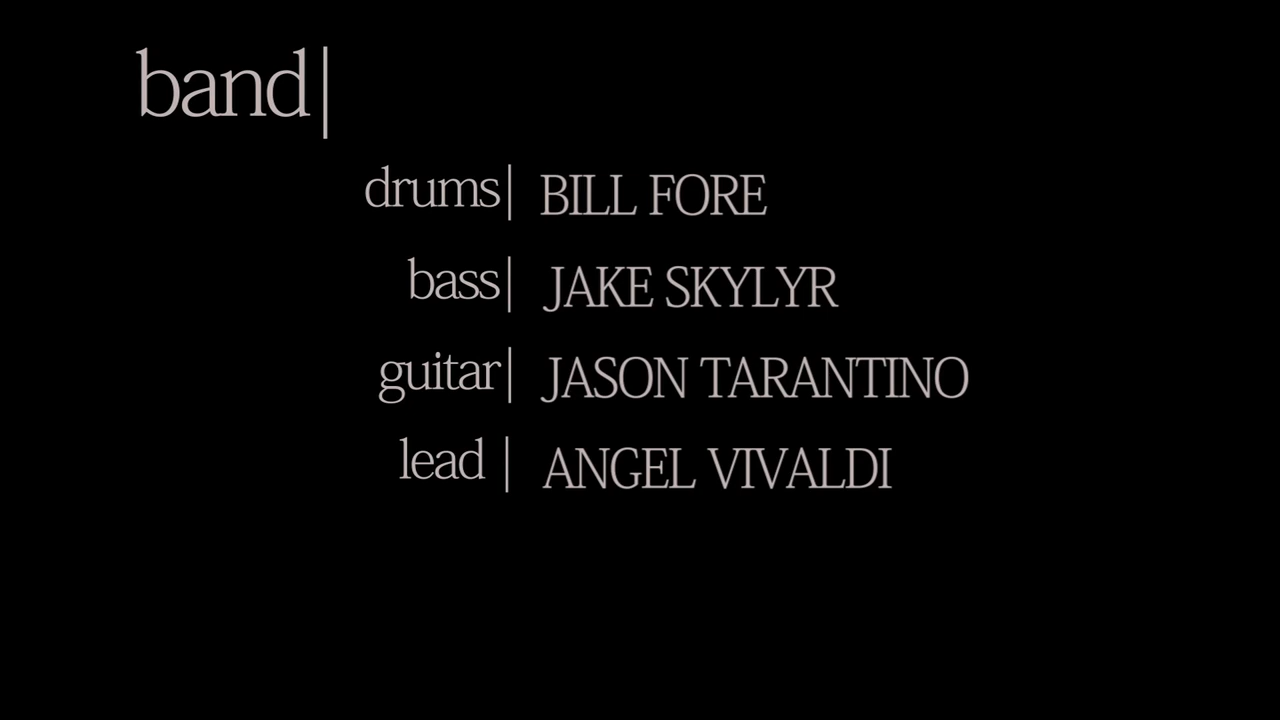 band|
drums| BILL FORE
bass| JAKE SKYLYR
guitar| JASON TARANTINO
lead | ANGEL VIVALDI